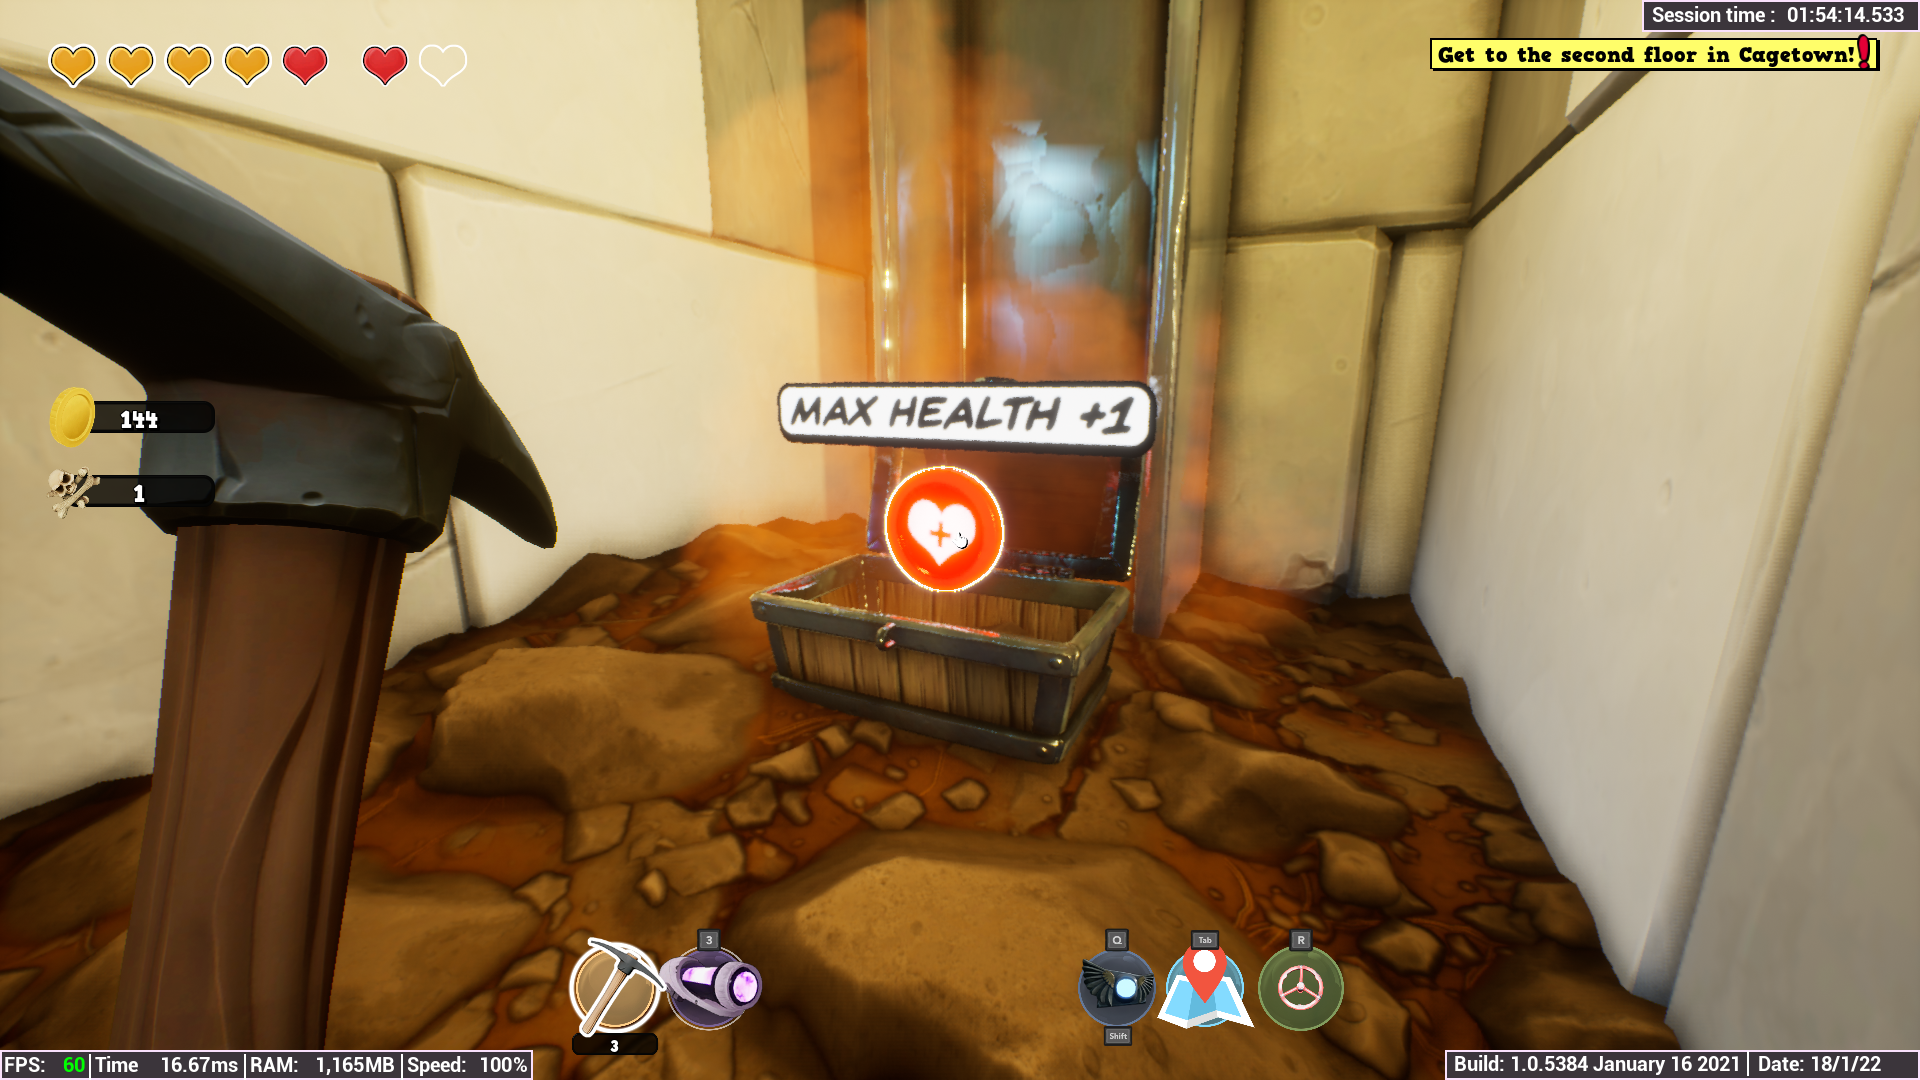 Session time : 01:54:14.533
Get to the second floor in Cagetown!
144
1
MAX HEALTH +1
3
Q
Tab
R
Shift
3
FPS: 60 Time 16.67ms RAM: 1,165MB Speed: 100%
Build: 1.0.5384 January 16 2021 Date: 18/1/22